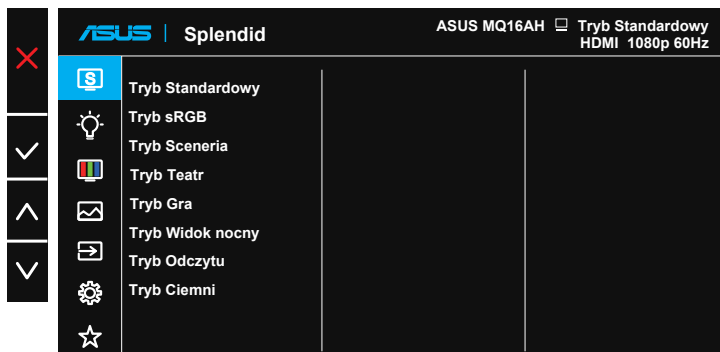 ASUS Splendid
ASUS MQ16AH Tryb Standardowy
HDMI 1080p 60Hz
S
Tryb Standardowy
Tryb sRGB
Tryb Sceneria
Tryb Teatr
Tryb Gra
Tryb Widok nocny
Tryb Odczytu
Tryb Ciemni